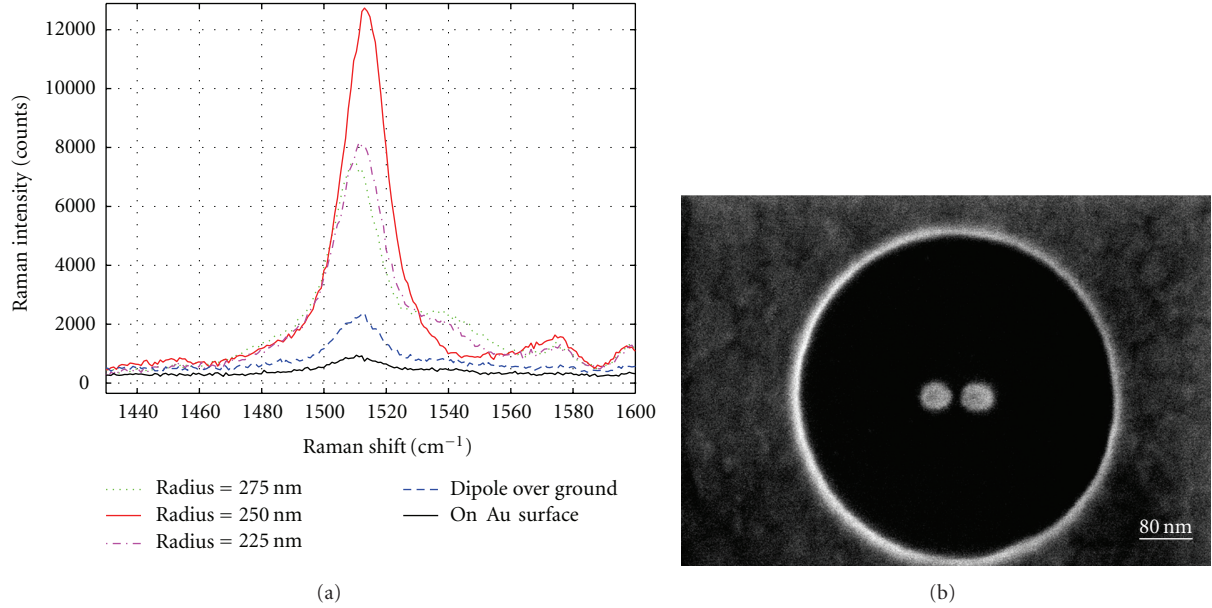 12000
10000
8000
6000
4000
2000
0
Raman intensity (counts)
1440 1460 1480 1500 1520 1540 1560 1580 1600
Raman shift (cm−1)
Radius = 275 nm
Radius = 250 nm
Radius = 225 nm
Dipole over ground
On Au surface
(a)
80 nm
(b)